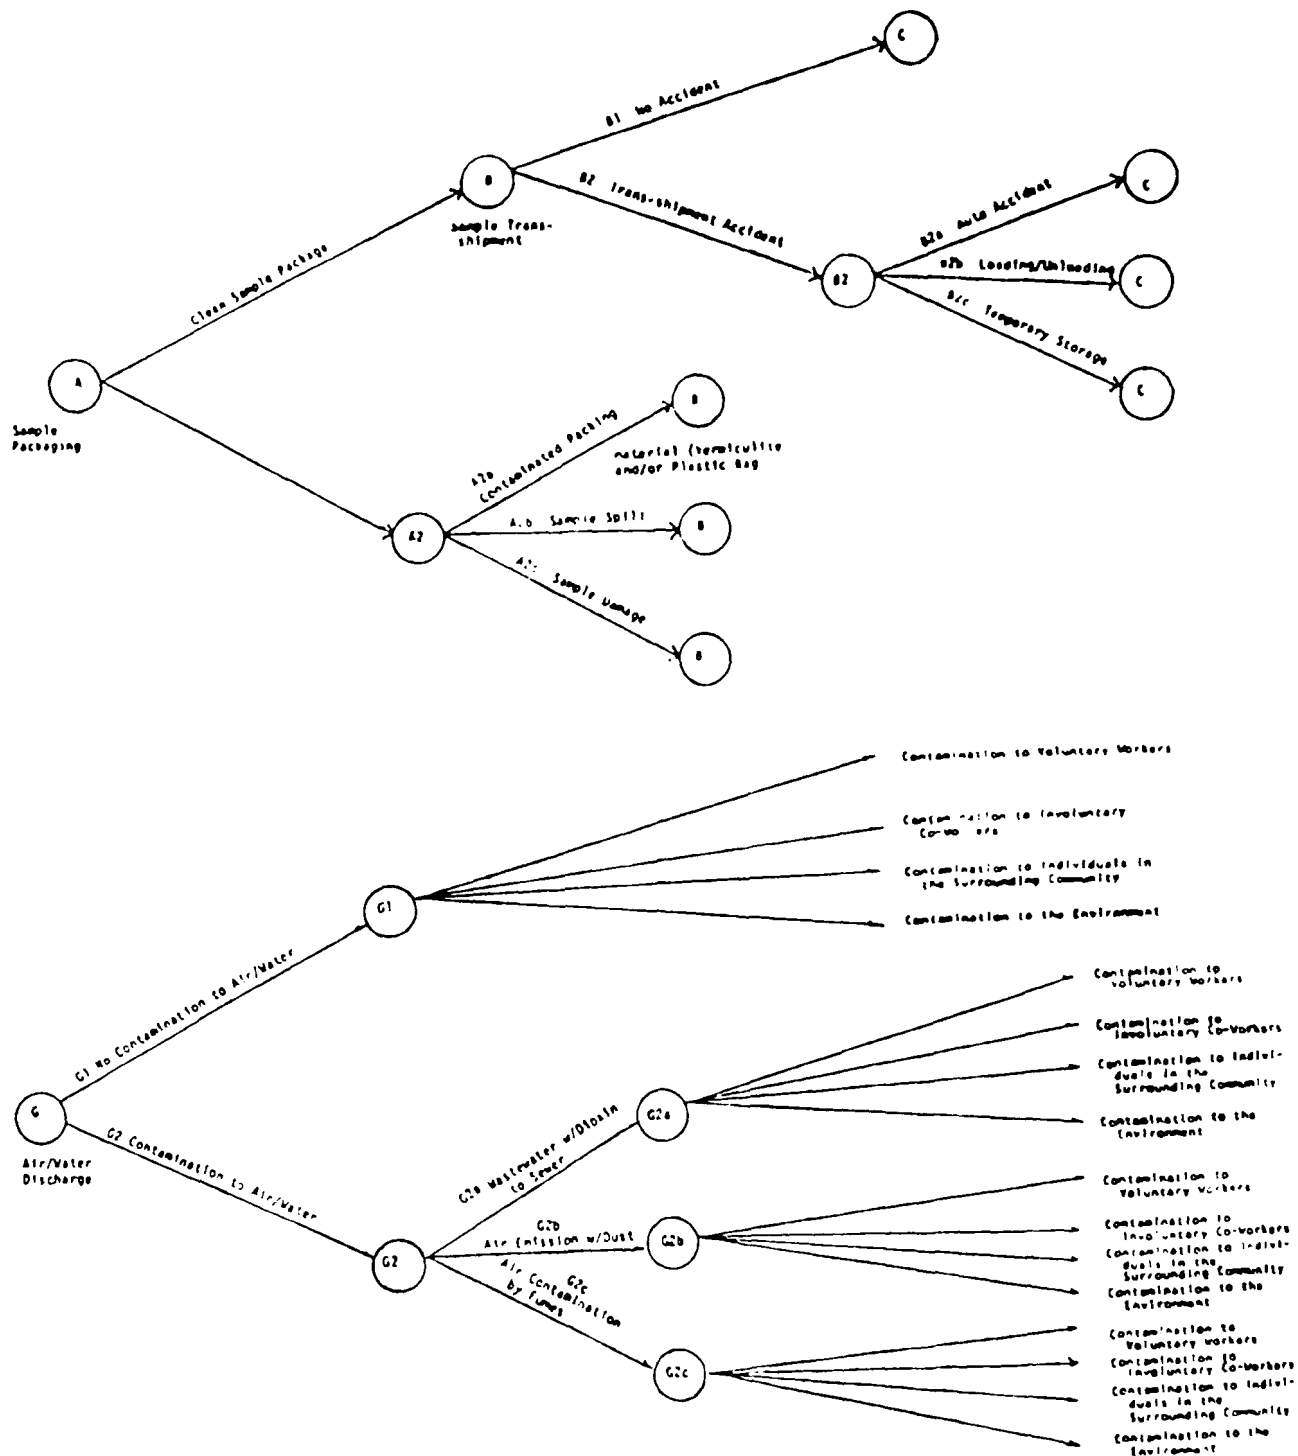 C
B1 No Accident
B
Sample Trans-
shipment
B2 Trans-shipment Accident
B2
B2a Auto Accident
C
B2b Loading/Unloading
C
B2c Temporary Storage
C
Clean Sample Package
A
Sample
Packaging
A2
Contaminated Packing
B
and/or Plastic Bag
Sample Spill
B
Sample Damage
B
Contamination to Voluntary Workers
to Involuntary
Contamination to Individuals in
the Surrounding Community
Contamination to the Environment
G1
G1 No Contamination to Air/Water
G
Air/Water
Discharge
G2 Contamination to Air/Water
G2
G2a Wastewater w/Dioxin
to Sewer
G2a
Contamination to
Voluntary Workers
Contamination to
Involuntary Co-Workers
Contamination to Indivi-
duals in the
Surrounding Community
Contamination to the
Environment
G2b
Air Emission w/Dust
G2b
Contamination to
Voluntary Workers
Contamination to
Involuntary Co-Workers
Contamination to Indivi-
duals in the
Surrounding Community
Contamination to the
Environment
G2c
Air Contamination
by Fumes
G2c
Contamination to
Voluntary Workers
Contamination to
Involuntary Co-Workers
Contamination to Indivi-
duals in the
Surrounding Community
Contamination to the
Environment